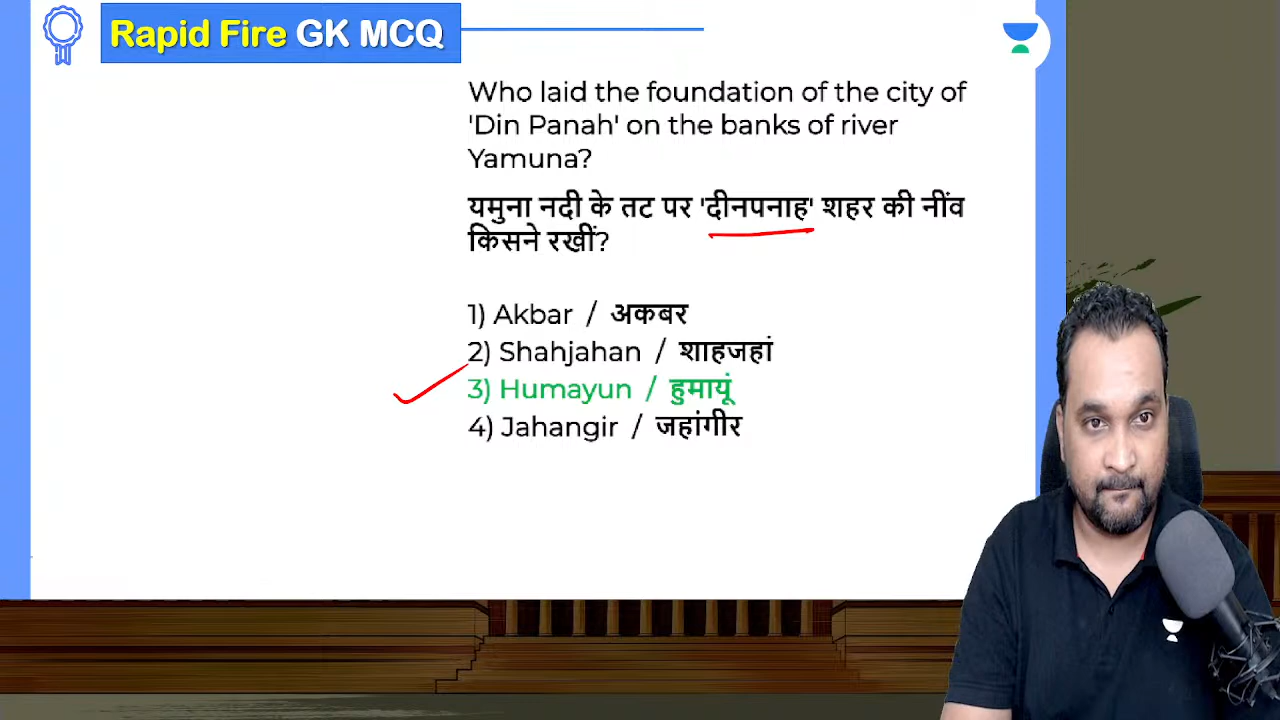 Rapid Fire GK MCQ
Who laid the foundation of the city of
'Din Panah' on the banks of river
Yamuna?
यमुना नदी के तट पर 'दीनपनाह' शहर की नींव
किसने रखीं?
1) Akbar / अकबर
2) Shahjahan / शाहजहां
3) Humayun / हुमायूं
4) Jahangir / जहांगीर